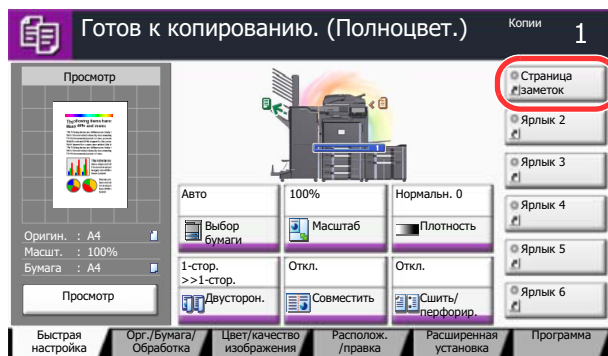 Готов к копированию. (Полноцвет.)
Копии
1
Просмотр
Оригин. : A4
Масшт. : 100%
Бумага : A4
Просмотр
1
Авто
Выбор
бумаги
100%
Масштаб
Нормальн. 0
Плотность
1-стор.
>>1-стор.
Двусторон.
Откл.
Совместить
Откл.
Сшить/
перфорир.
Страница
заметок
Ярлык 2
Ярлык 3
Ярлык 4
Ярлык 5
Ярлык 6
Быстрая
настройка
Орг./Бумага/
Обработка
Цвет/качество
изображения
Располож.
/правка
Расширенная
установка
Программа